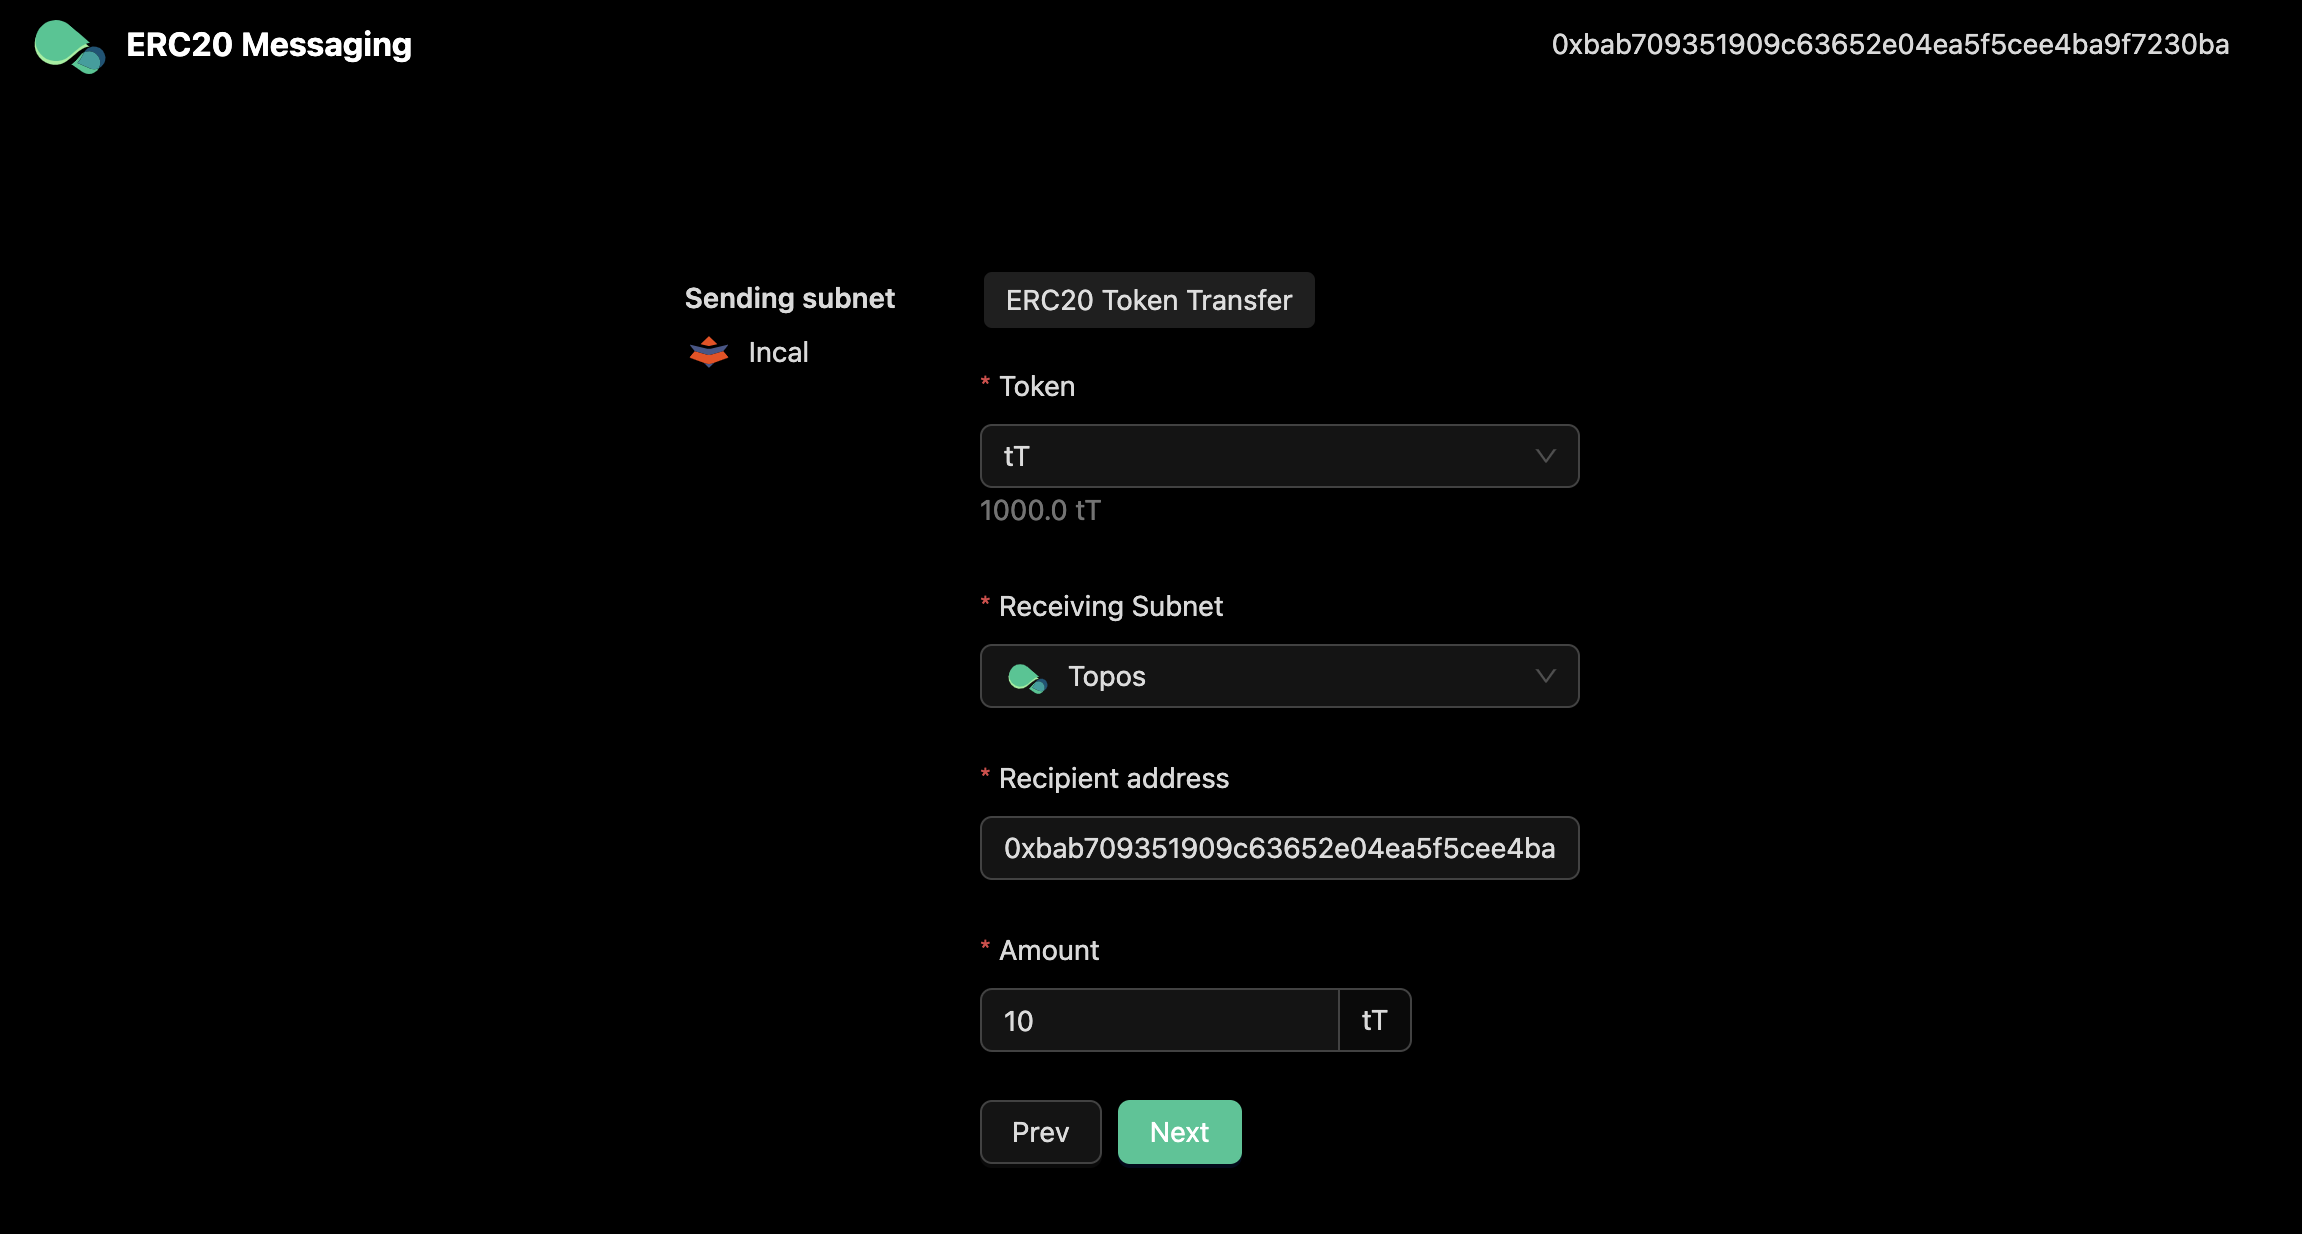 ERC20 Messaging
0xbab709351909c63652e04ea5f5cee4ba9f7230ba
Sending subnet
Incal
ERC20 Token Transfer
* Token
tT
1000.0 tT
* Receiving Subnet
Topos
* Recipient address
0xbab709351909c63652e04ea5f5cee4ba
* Amount
10 tT
Prev Next